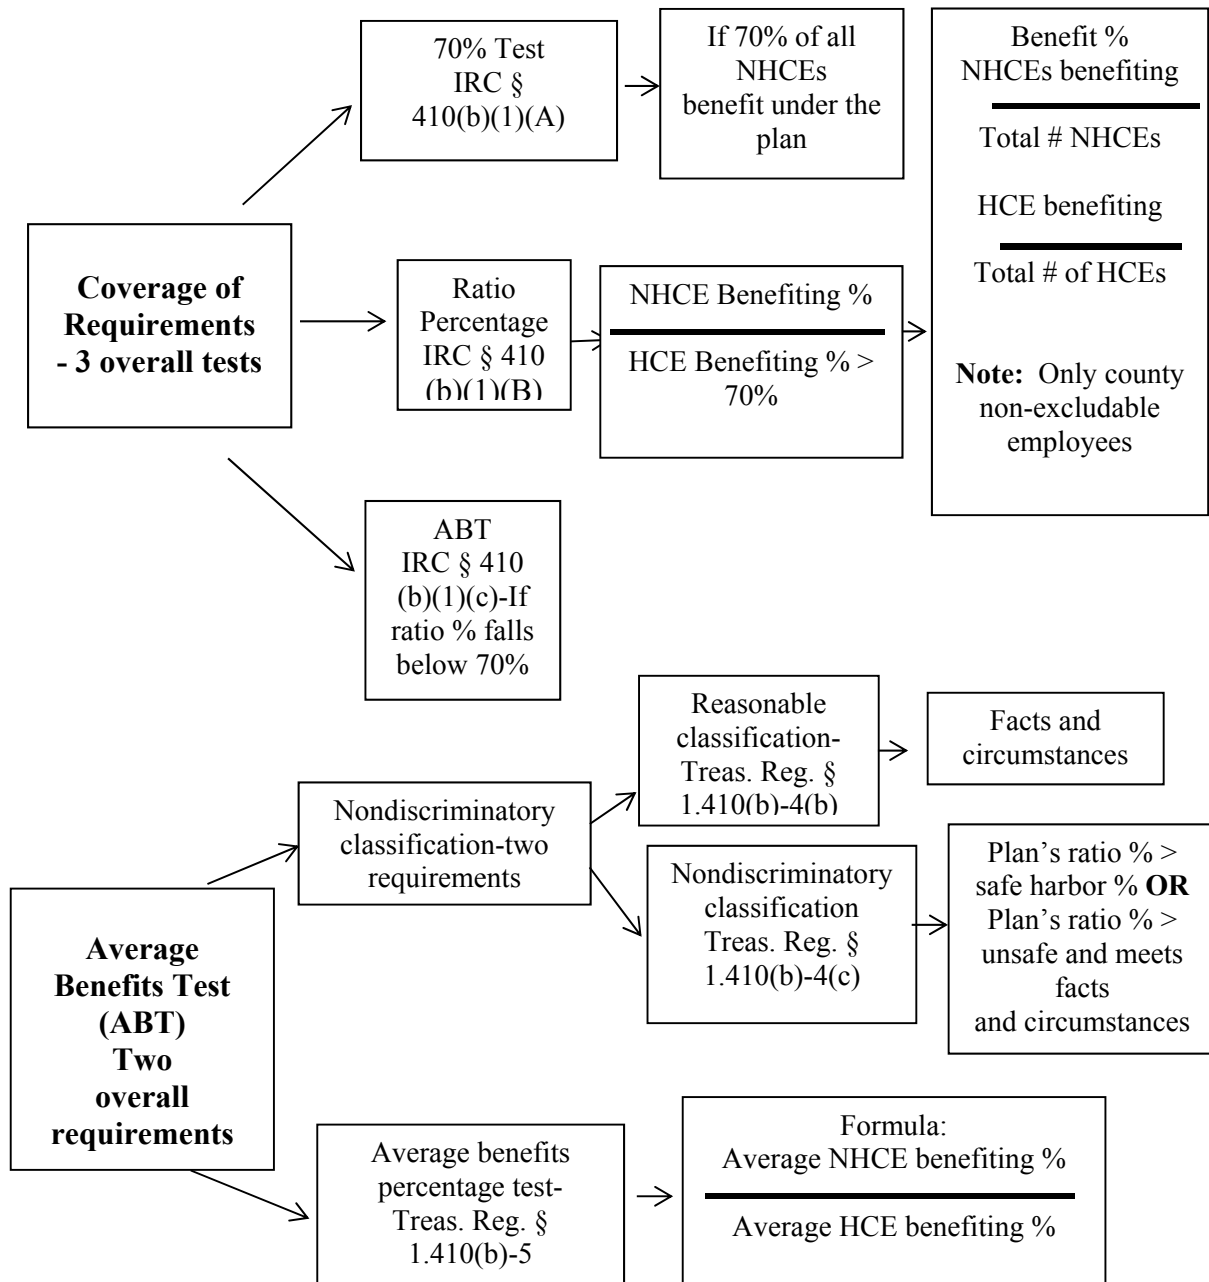 70% Test
IRC §
410(b)(1)(A)
If 70% of all
NHCEs
benefit under the
plan
Benefit %
NHCEs benefiting
Total # NHCEs
HCE benefiting
Total # of HCEs
Note: Only county
non-excludable
employees
Coverage of
Requirements
- 3 overall tests
Ratio
Percentage
IRC § 410
(b)(1)(B)
NHCE Benefiting %
HCE Benefiting % >
70%
ABT
IRC § 410
(b)(1)(c)-If
ratio % falls
below 70%
Average
Benefits Test
(ABT)
Two
overall
requirements
Nondiscriminatory
classification-two
requirements
Reasonable
classification-
Treas. Reg. §
1.410(b)-4(b)
Facts and
circumstances
Nondiscriminatory
classification
Treas. Reg. §
1.410(b)-4(c)
Plan's ratio % >
safe harbor % OR
Plan's ratio % >
unsafe and meets
facts
and circumstances
Average benefits
percentage test-
Treas. Reg. §
1.410(b)-5
Formula:
Average NHCE benefiting %
Average HCE benefiting %